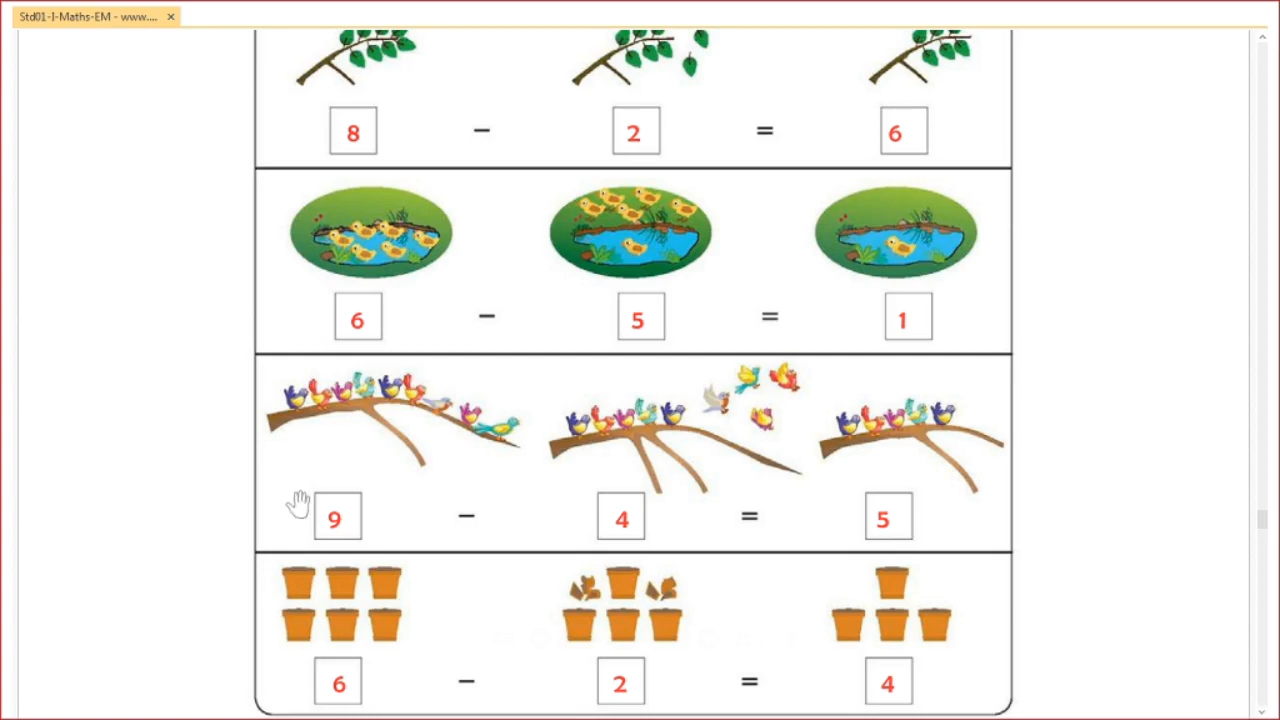 Std01-I-Maths-EM - www....
8 – 2 = 6
6 – 5 = 1
9 – 4 = 5
6 – 2 = 4